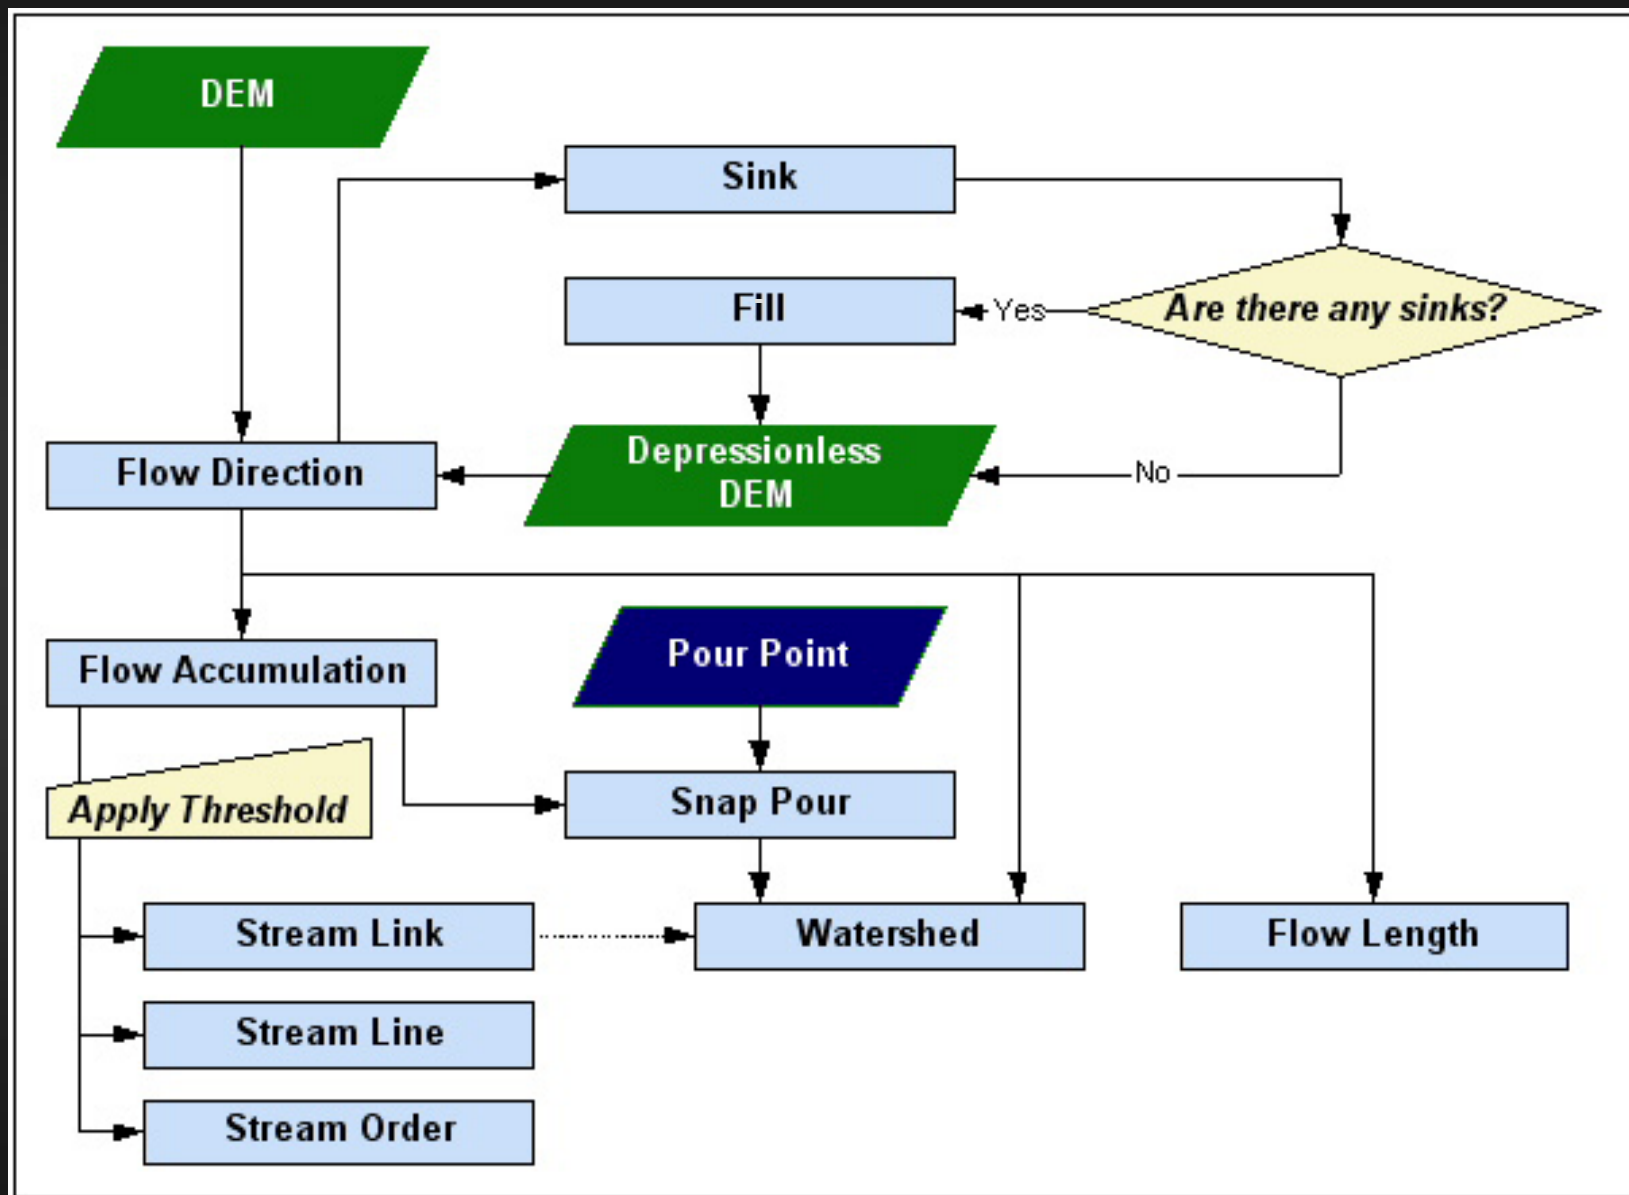 DEM
Sink
Fill
Yes
Are there any sinks?
Flow Direction
Depressionless
DEM
No
Flow Accumulation
Pour Point
Apply Threshold
Snap Pour
Stream Link
Watershed
Flow Length
Stream Line
Stream Order